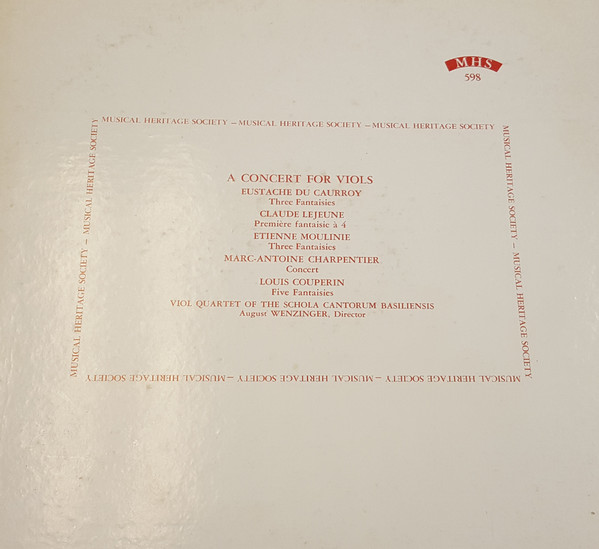 MHS
598
MUSICAL HERITAGE SOCIETY – MUSICAL HERITAGE SOCIETY – MUSICAL HERITAGE SOCIETY
MUSICAL HERITAGE SOCIETY – MUSICAL HERITAGE SOCIETY
A CONCERT FOR VIOLS
EUSTACHE DU CAURROY
Three Fantaisies
CLAUDE LEJEUNE
Première fantaisie à 4
ETIENNE MOULINIE
Three Fantaisies
MARC-ANTOINE CHARPENTIER
Concert
LOUIS COUPERIN
Five Fantaisies
VIOL QUARTET OF THE SCHOLA CANTORUM BASILIENSIS
August WENZINGER, Director
MUSICAL HERITAGE SOCIETY – MUSICAL HERITAGE SOCIETY
MUSICAL HERITAGE SOCIETY – MUSICAL HERITAGE SOCIETY – MUSICAL HERITAGE SOCIETY